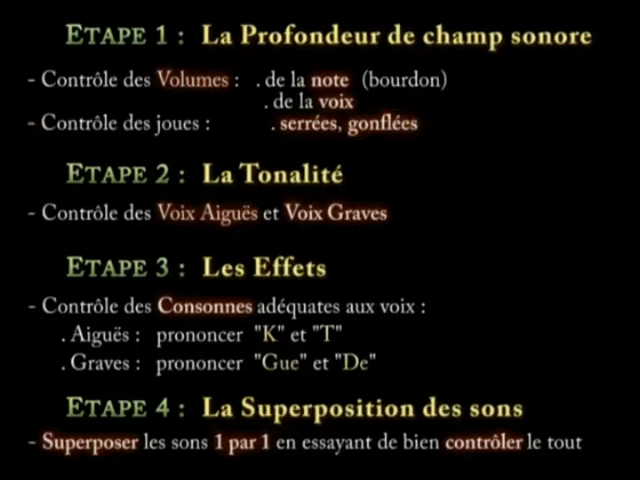 ETAPE 1 : La Profondeur de champ sonore
- Contrôle des Volumes : . de la note (bourdon)
. de la voix
- Contrôle des joues : . serrées, gonflées
ETAPE 2 : La Tonalité
- Contrôle des Voix Aiguës et Voix Graves
ETAPE 3 : Les Effets
- Contrôle des Consonnes adéquates aux voix :
. Aiguës : prononcer "K" et "T"
. Graves : prononcer "Gue" et "De"
ETAPE 4 : La Superposition des sons
- Superposer les sons 1 par 1 en essayant de bien contrôler le tout